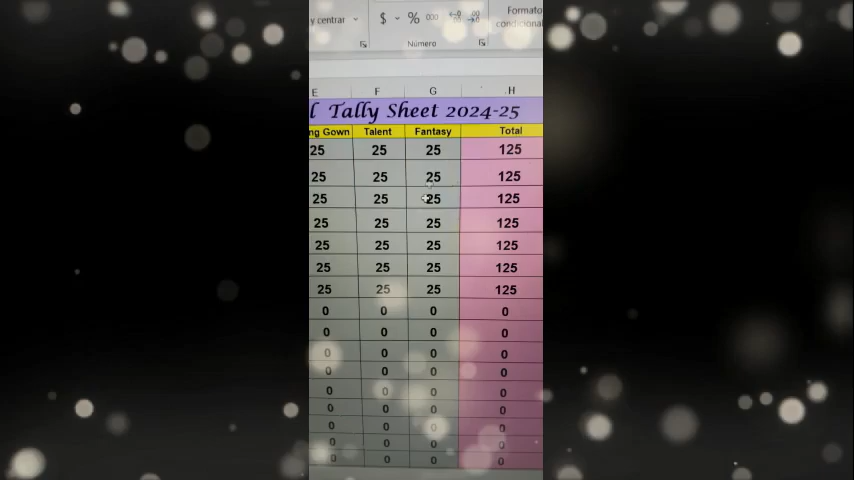 y centrar
$ % 000
Formato
condicional
Número
E F G H
l Tally Sheet 2024-25
ng Gown Talent Fantasy Total
25 25 25 125
25 25 25 125
25 25 25 125
25 25 25 125
25 25 25 125
25 25 25 125
25 25 25 125
0 0 0 0
0 0 0 0
0 0 0 0
0 0 0 0
0 0 0 0
0 0 0 0
0 0 0 0
0 0 0 0
0 0 0 0